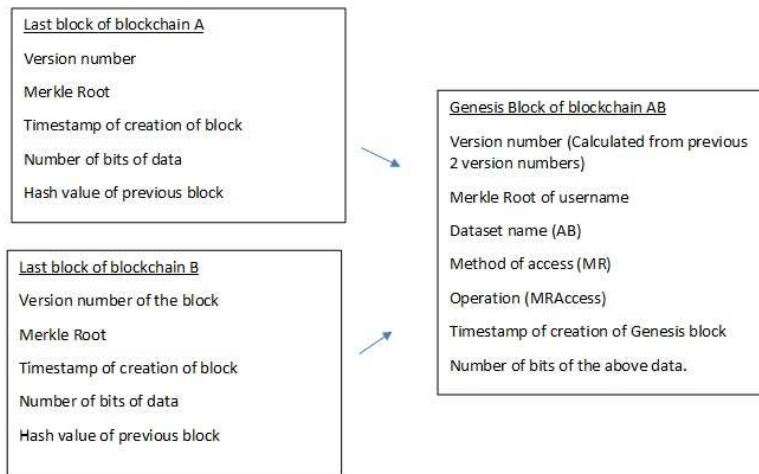 Last block of blockchain A
Version number
Merkle Root
Timestamp of creation of block
Number of bits of data
Hash value of previous block
Last block of blockchain B
Version number of the block
Merkle Root
Timestamp of creation of block
Number of bits of data
Hash value of previous block
Genesis Block of blockchain AB
Version number (Calculated from previous
2 version numbers)
Merkle Root of username
Dataset name (AB)
Method of access (MR)
Operation (MRAccess)
Timestamp of creation of Genesis block
Number of bits of the above data.